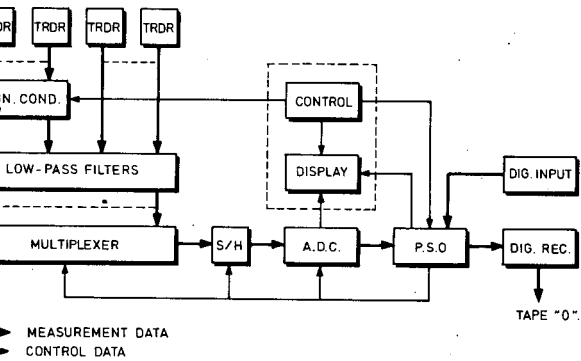 DR TRDR TRDR TRDR
N. COND.
CONTROL
LOW-PASS FILTERS
DISPLAY
DIG. INPUT
MULTIPLEXER
S/H
A.D.C.
P.S.O
DIG. REC.
TAPE "0".
MEASUREMENT DATA
CONTROL DATA